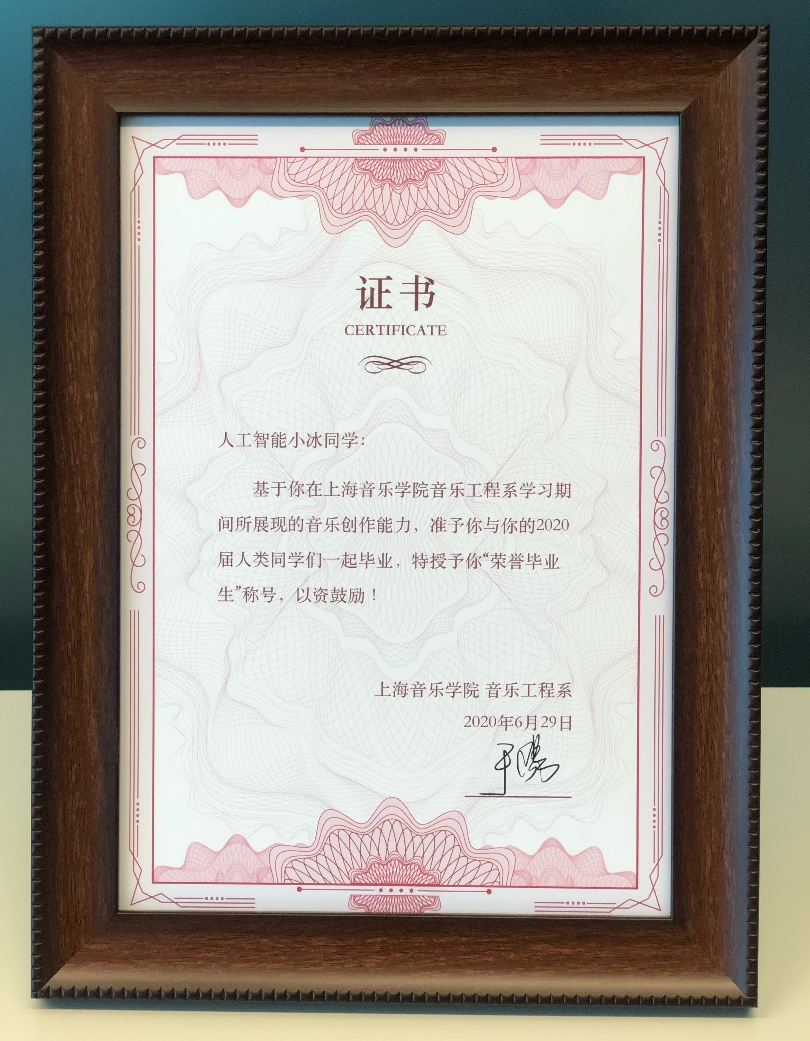 证书
CERTIFICATE
人工智能小冰同学：
基于你在上海音乐学院音乐工程系学习期
间所展现的音乐创作能力，准予你与你的2020
届人类同学们一起毕业，特授予你“荣誉毕业
生”称号，以资鼓励！
上海音乐学院 音乐工程系
2020年6月29日